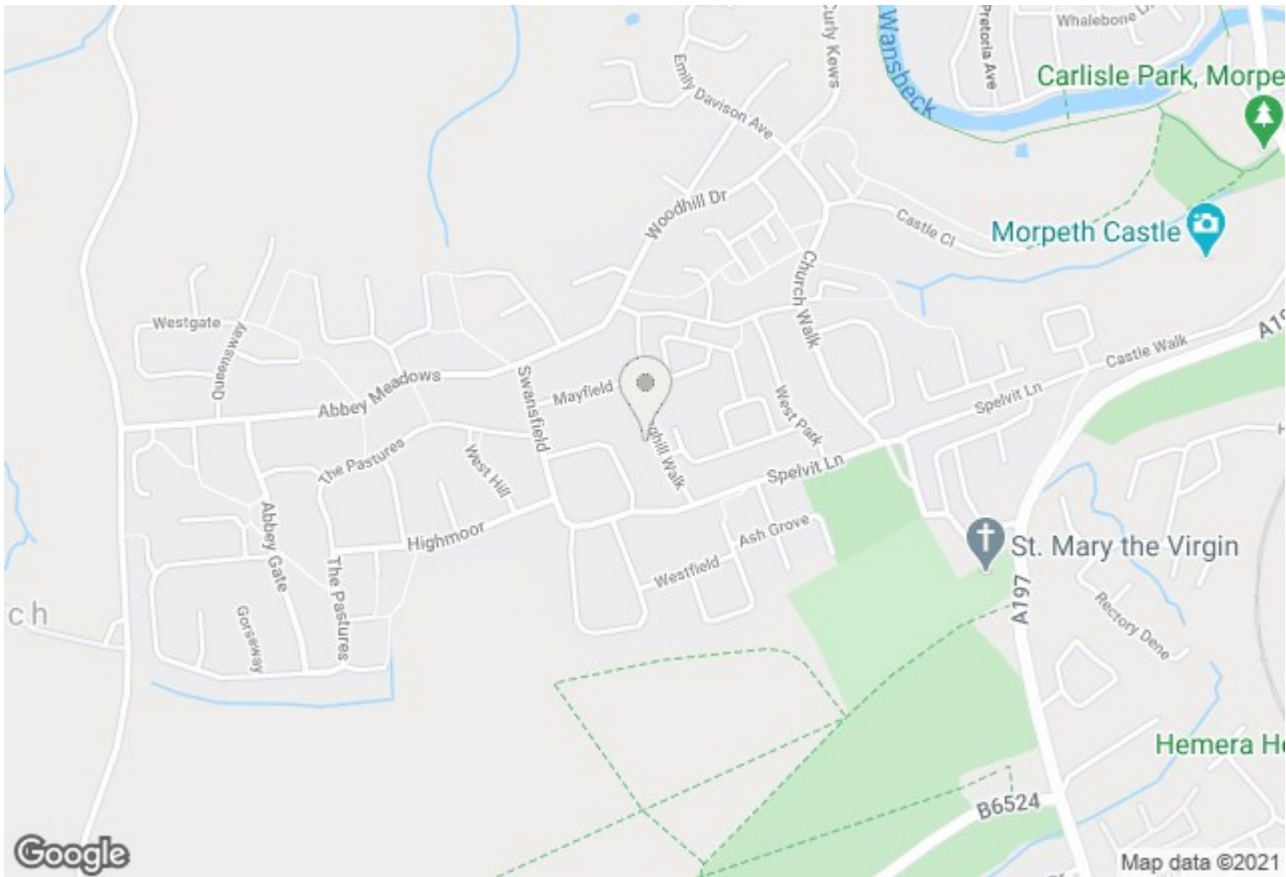 Curly Kews
Wansbeck
Pretoria Ave
Whalebone
Carlisle Park,
Emily Davison Ave
Woodhill Dr
Castle Cl
Morpeth Castle
Church Walk
Westgate
Queensway
Abbey Meadows
Swansfield
Mayfield
West Park
Castle Walk
Spelvit Ln
The Pastures
West Hill
Walk
Spelvit Ln
Abbey Gate
Highmoor
Ash Grove
Westfield
St. Mary the Virgin
The Pastures
Gorseway
A197
Rectory Dene
Hemera
B6524
Google
Map data ©2021